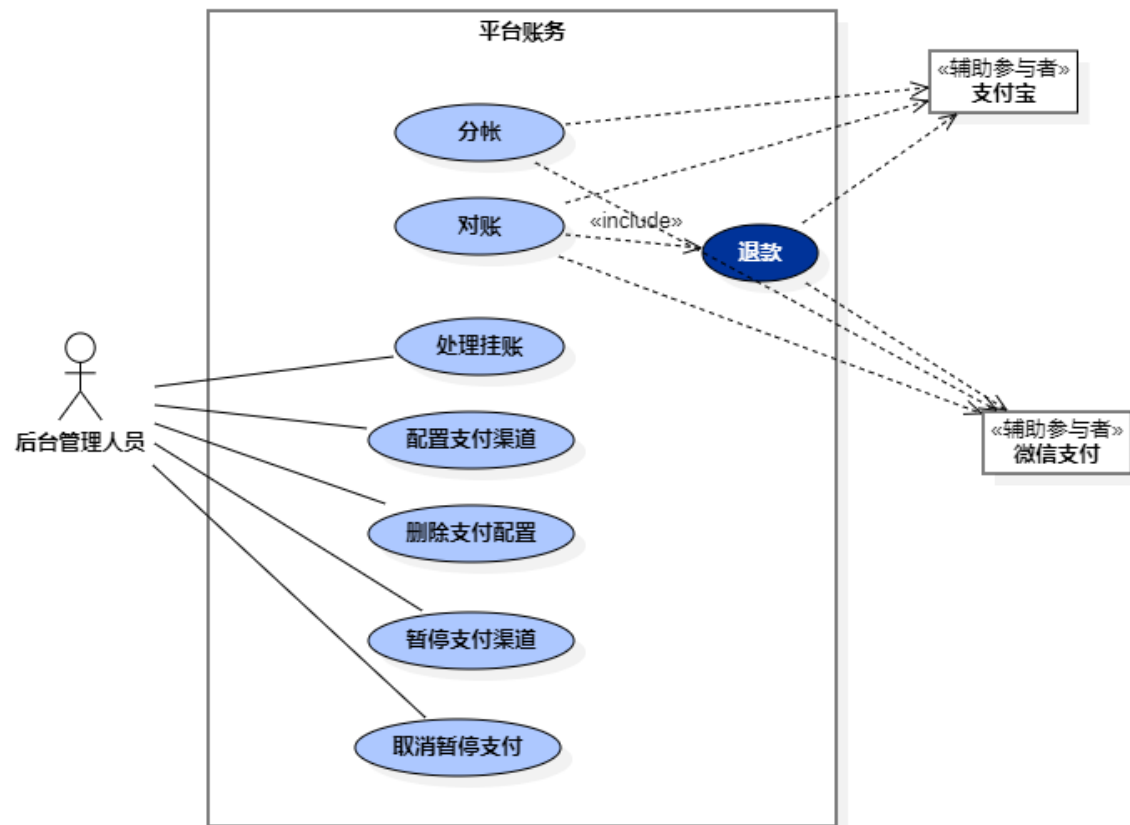 平台账务
«辅助参与者»
支付宝
分帐
对账
«include»
退款
处理挂账
后台管理人员
配置支付渠道
«辅助参与者»
微信支付
删除支付配置
暂停支付渠道
取消暂停支付